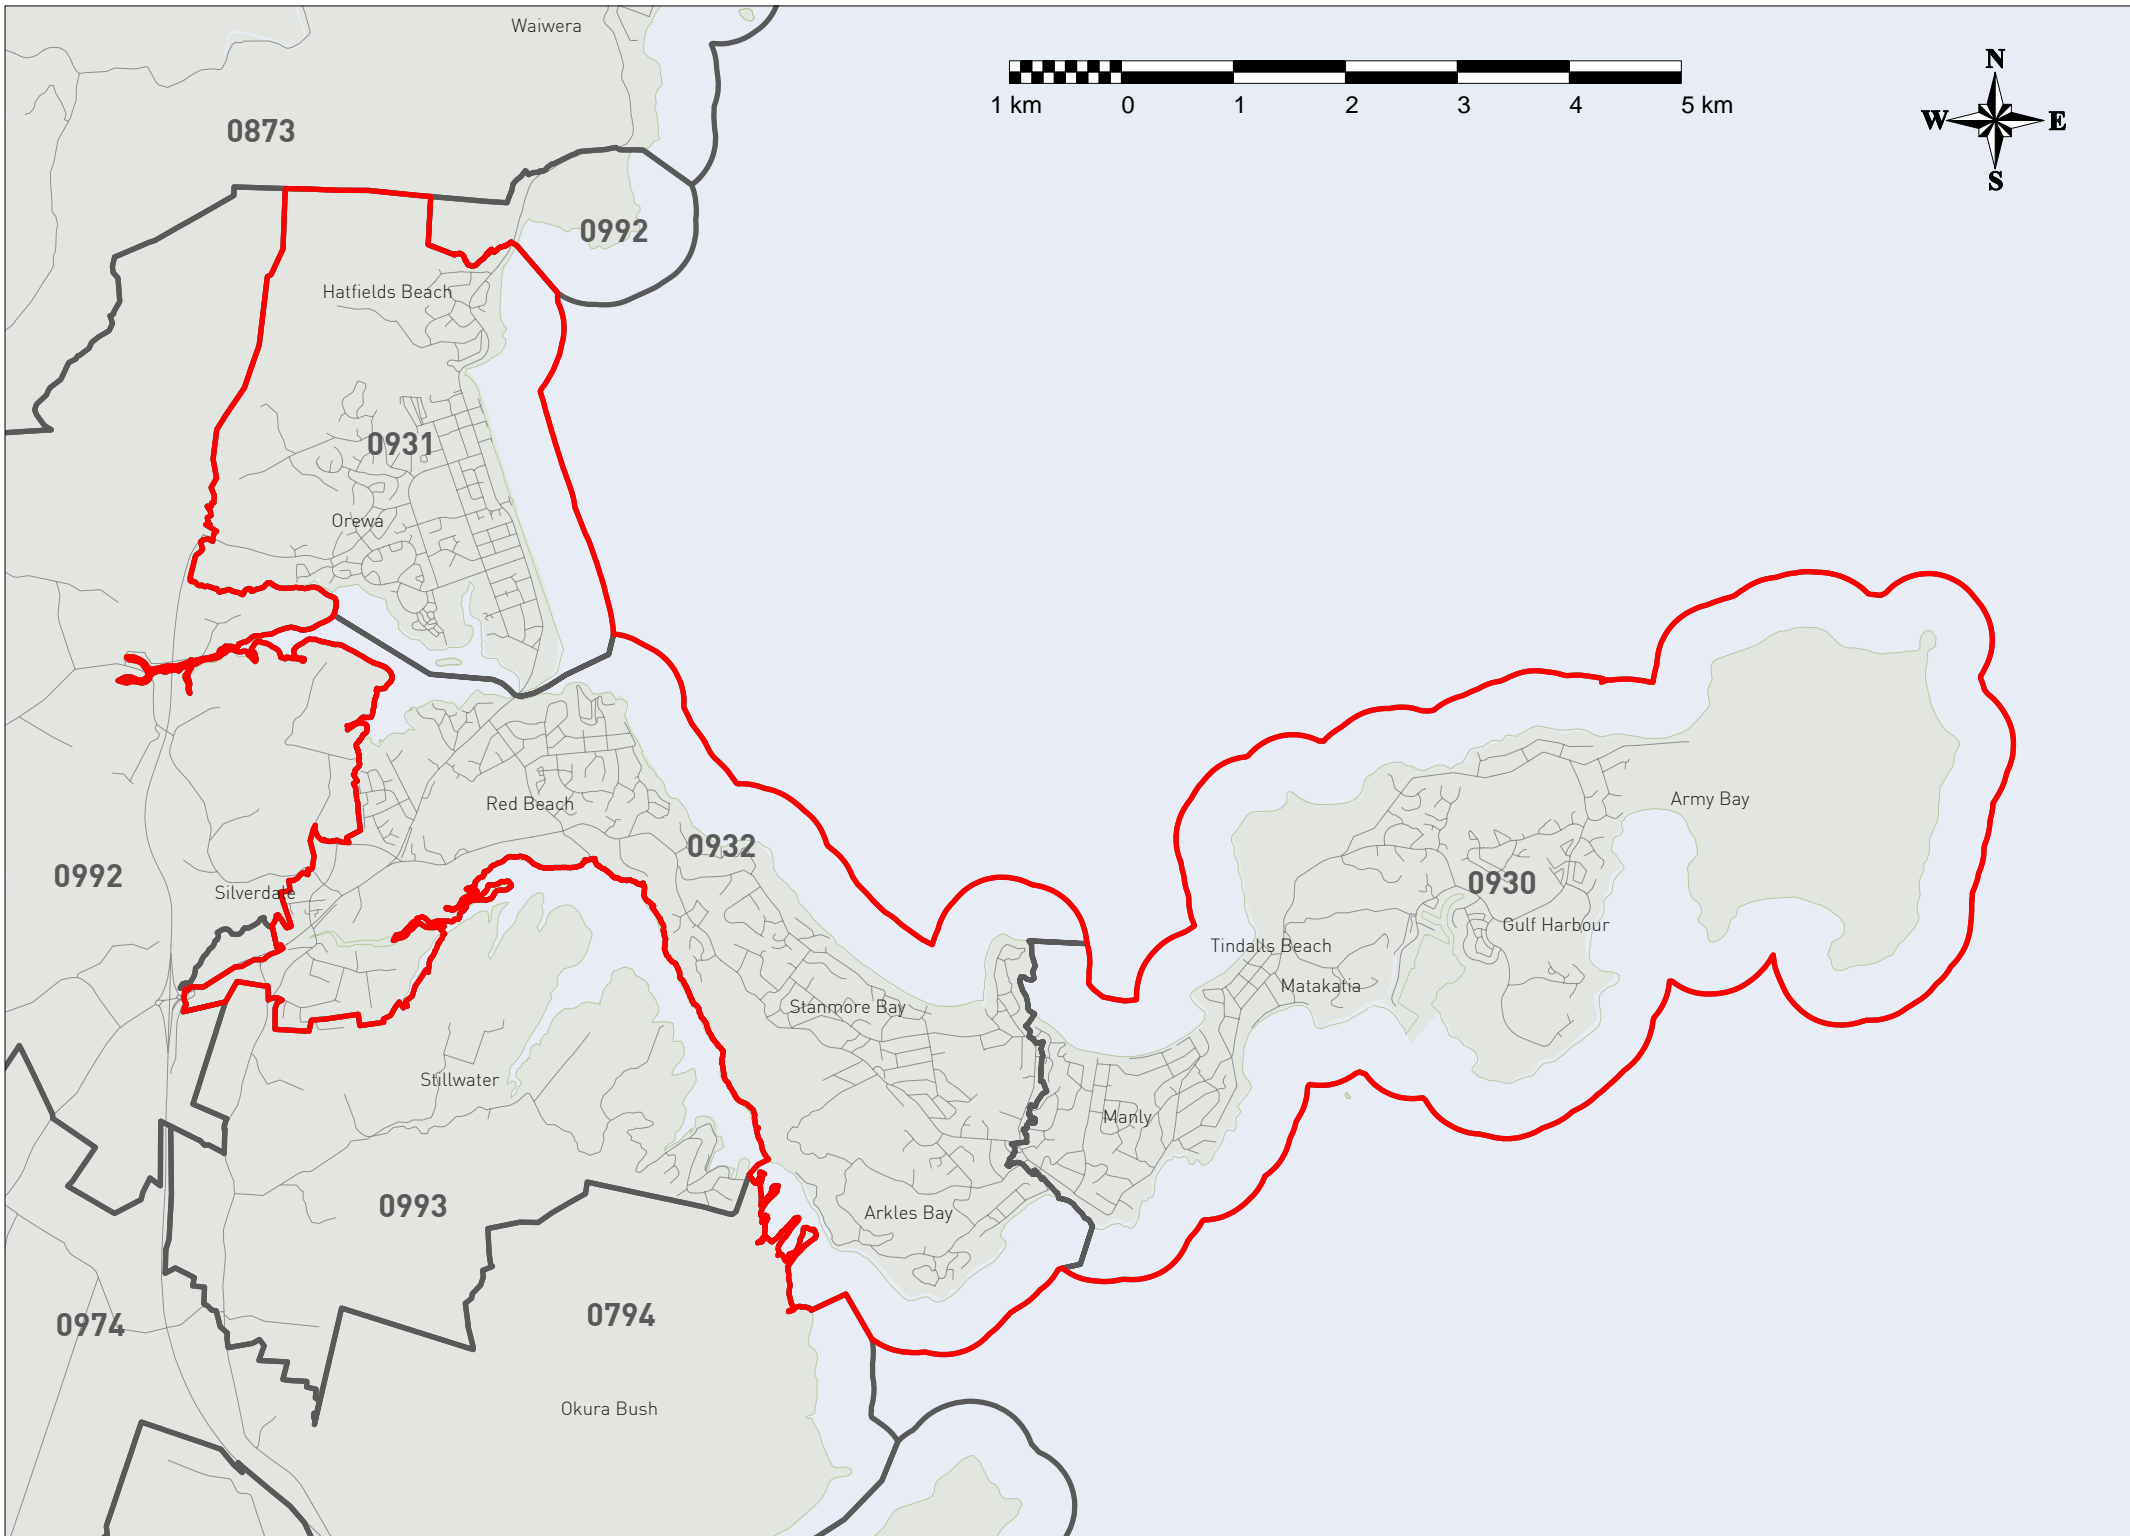 Waiwera
1 km 0 1 2 3 4 5 km
N
W E
S
0873
0992
Hatfields Beach
0931
Orewa
Red Beach
0932
Army Bay
0992
Silverdale
0930
Gulf Harbour
Tindalls Beach
Matakatia
Stanmore Bay
Stillwater
Manly
0993
Arkles Bay
0974
0794
Okura Bush